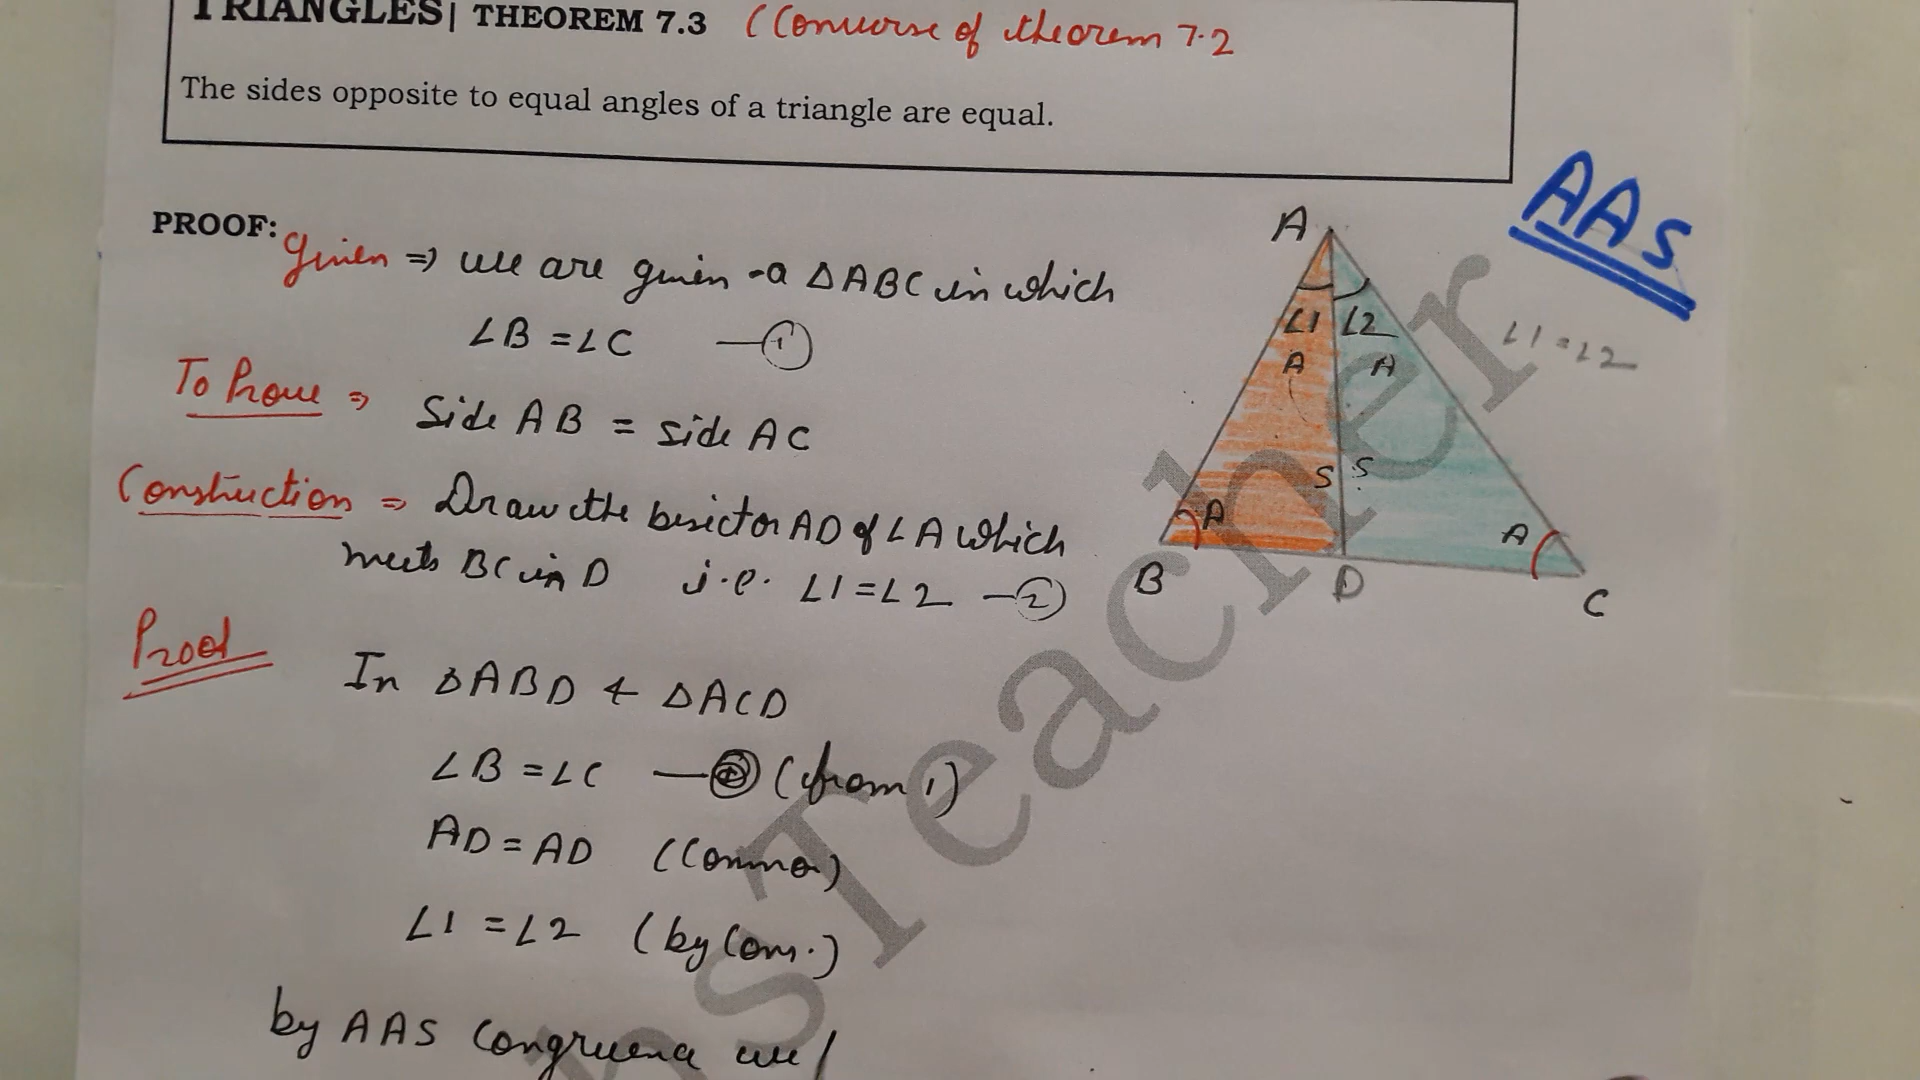 TRIANGLES| THEOREM 7.3 (Converse of theorem 7.2
The sides opposite to equal angles of a triangle are equal.
AAS
PROOF:
Given ⇒ we are given a ΔABC in which
∠B = ∠C —①
To Prove ⇒ Side AB = side AC
Construction ⇒ Draw the bisector AD of ∠A which
meets BC in D i.e. ∠1 = ∠2 —②
A
∠1 ∠2
∠1 = ∠2
A A
S S
A A
B D C
Proof
In ΔABD & ΔACD
∠B = ∠C — (from 1)
AD = AD (Common)
∠1 = ∠2 (by Cons.)
by AAS Congruence we
sTeacher